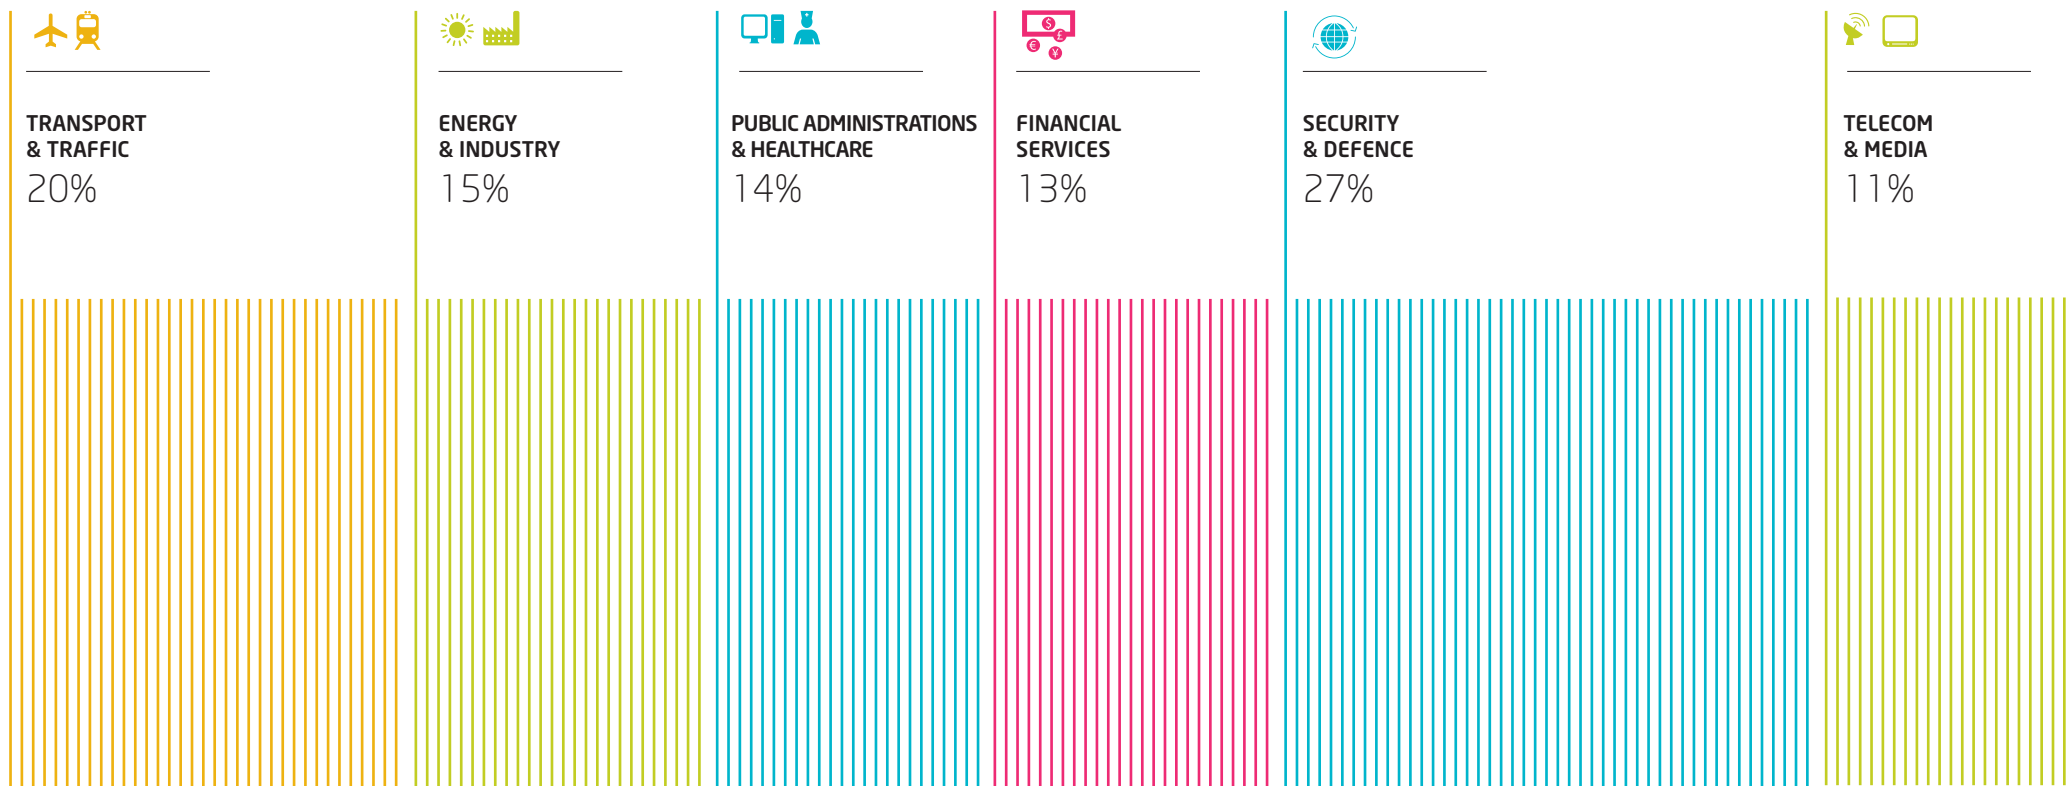 TRANSPORT
& TRAFFIC
20%
ENERGY
& INDUSTRY
15%
PUBLIC ADMINISTRATIONS
& HEALTHCARE
14%
$
£
€
¥
FINANCIAL
SERVICES
13%
SECURITY
& DEFENCE
27%
TELECOM
& MEDIA
11%